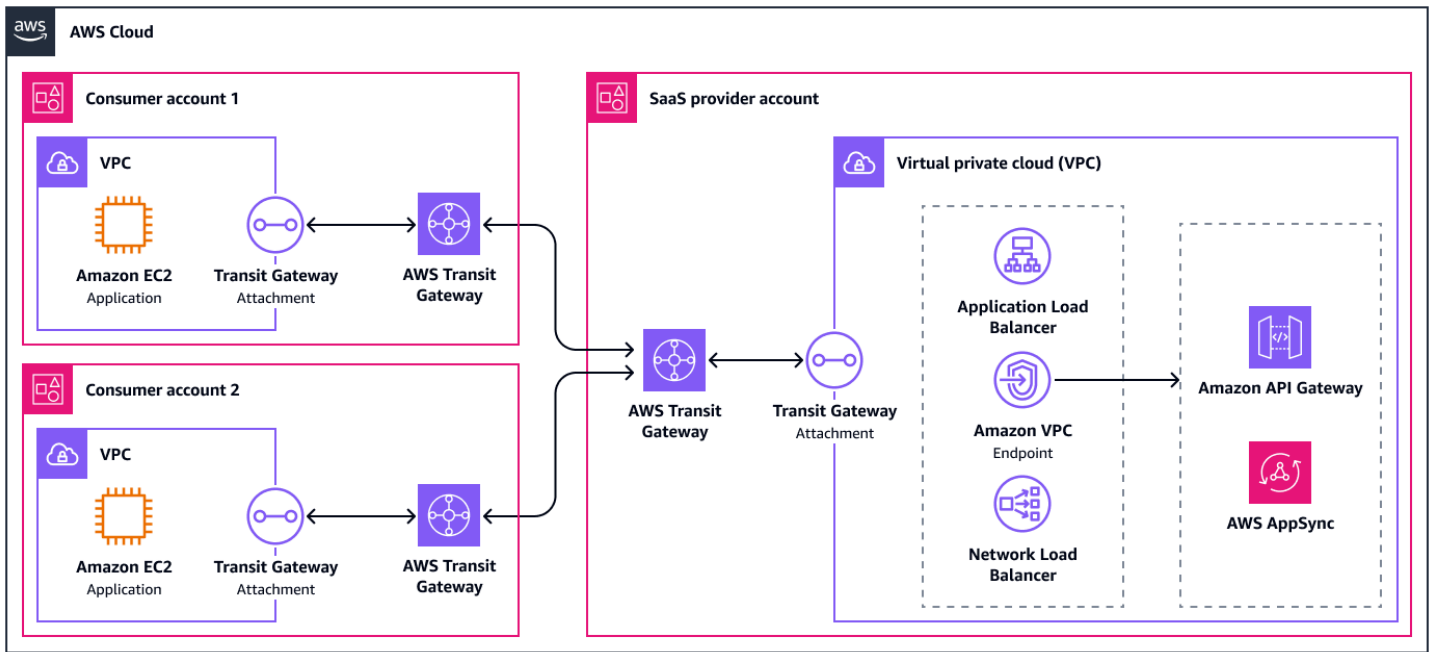 aws
AWS Cloud
Consumer account 1
VPC
Amazon EC2
Application
Transit Gateway
Attachment
AWS Transit
Gateway
Consumer account 2
VPC
Amazon EC2
Application
Transit Gateway
Attachment
AWS Transit
Gateway
SaaS provider account
AWS Transit
Gateway
Transit Gateway
Attachment
Virtual private cloud (VPC)
Application Load
Balancer
Amazon VPC
Endpoint
Network Load
Balancer
</>
Amazon API Gateway
AWS AppSync